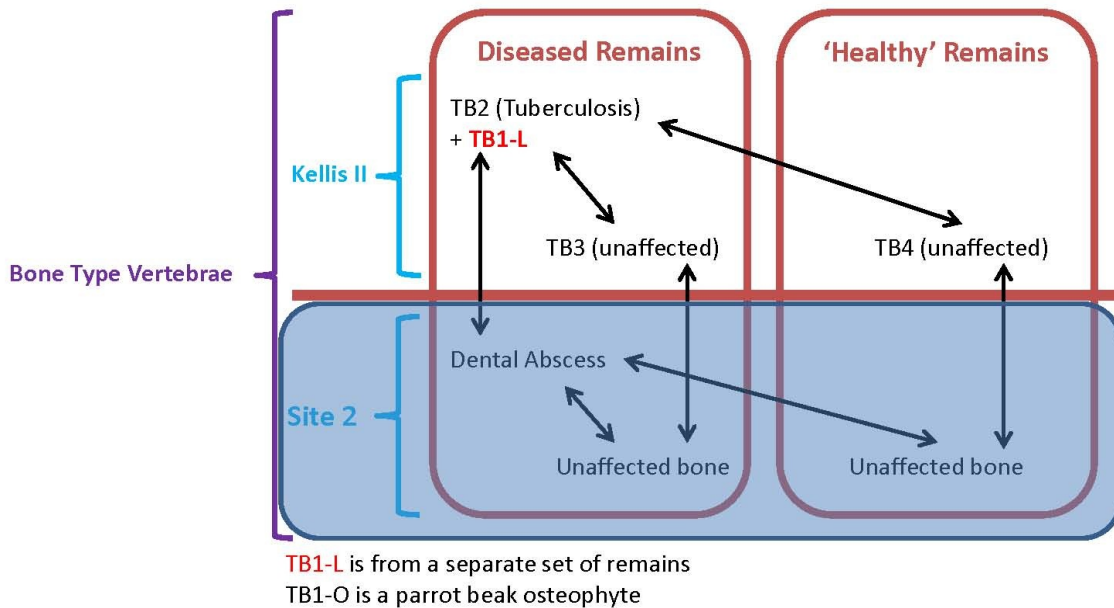 Diseased Remains
‘Healthy’ Remains
TB2 (Tuberculosis)
+ TB1-L
Kellis II
TB3 (unaffected)
TB4 (unaffected)
Bone Type Vertebrae
Dental Abscess
Site 2
Unaffected bone
Unaffected bone
TB1-L is from a separate set of remains
TB1-O is a parrot beak osteophyte